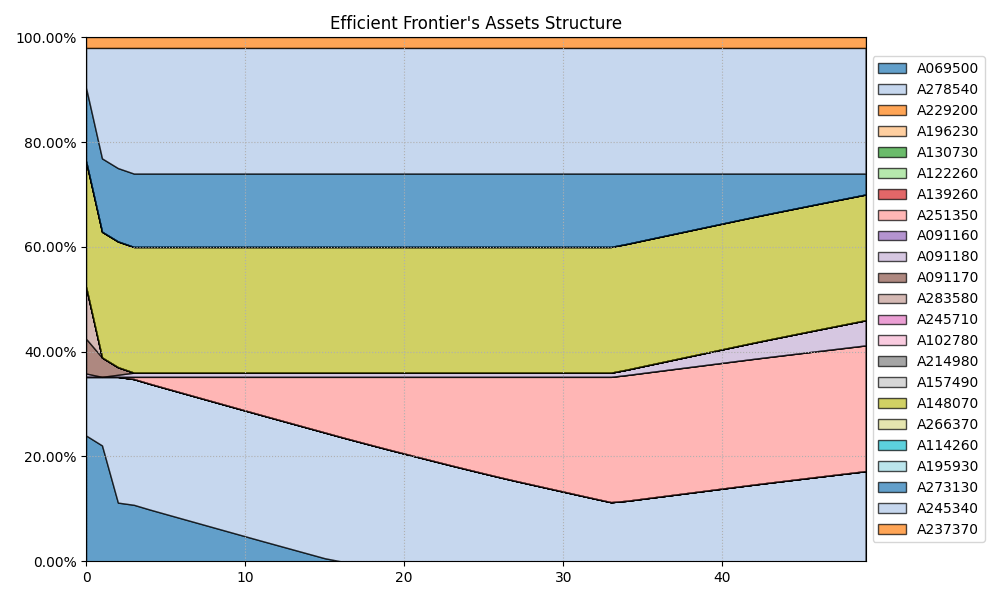 Efficient Frontier's Assets Structure
100.00%
80.00%
60.00%
40.00%
20.00%
0.00%
0
10
20
30
40
A069500
A278540
A229200
A196230
A130730
A122260
A139260
A251350
A091160
A091180
A091170
A283580
A245710
A102780
A214980
A157490
A148070
A266370
A114260
A195930
A273130
A245340
A237370